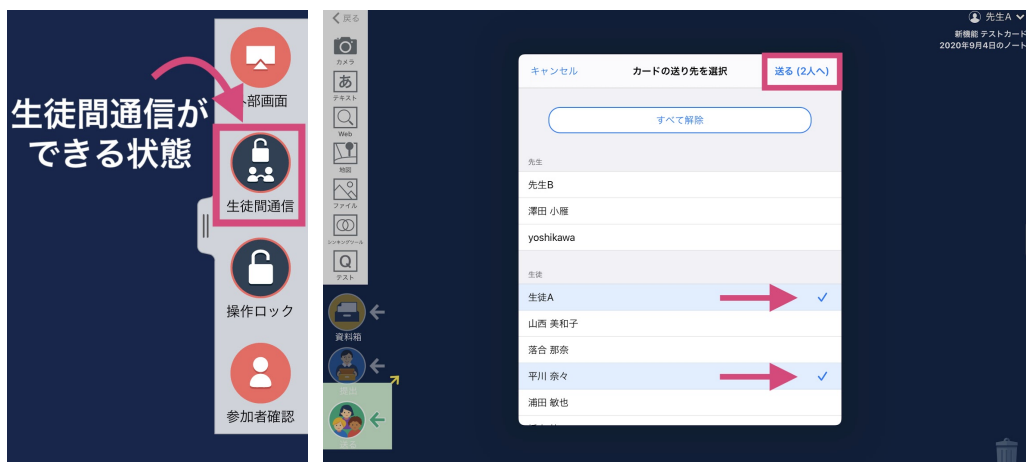 外部画面
生徒間通信が
できる状態
生徒間通信
操作ロック
参加者確認
戻る
カメラ
テキスト
Web
地図
ファイル
シンキングツール
テスト
資料箱
提出
送る
先生A
新機能 テストカード
2020年9月4日のノート
キャンセル
カードの送り先を選択
送る (2人へ)
すべて解除
先生
先生B
澤田 小雁
yoshikawa
生徒
生徒A
山西 美和子
落合 那奈
平川 奈々
浦田 敏也